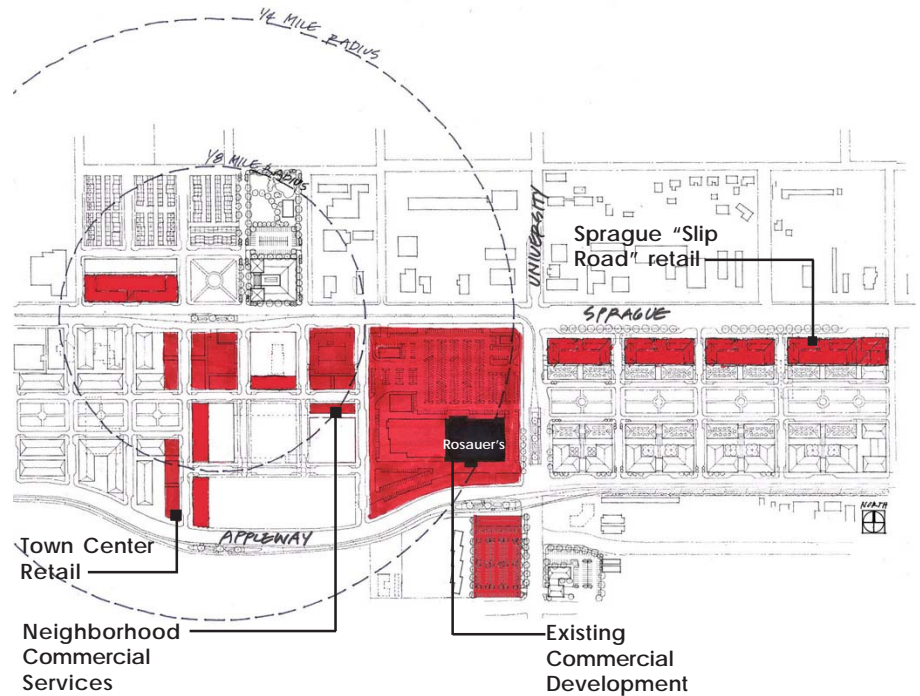 1/4 MILE RADIUS
1/8 MILE RADIUS
UNIVERSITY
Sprague “Slip
Road” retail
SPRAGUE
Rosauer's
NORTH
APPLEWAY
Town Center
Retail
Neighborhood
Commercial
Services
Existing
Commercial
Development